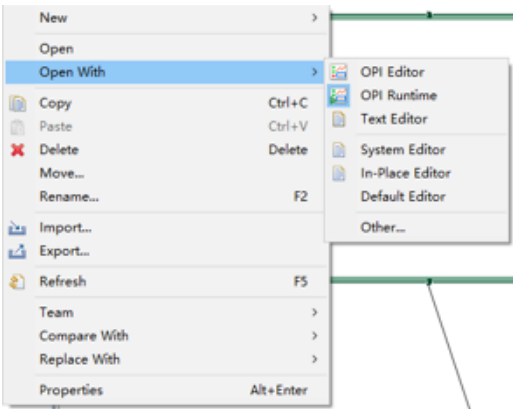 New
Open
Open With
Copy Ctrl+C
Paste Ctrl+V
Delete Delete
Move...
Rename... F2
Import...
Export...
Refresh F5
Team
Compare With
Replace With
Properties Alt+Enter
OPI Editor
OPI Runtime
Text Editor
System Editor
In-Place Editor
Default Editor
Other...